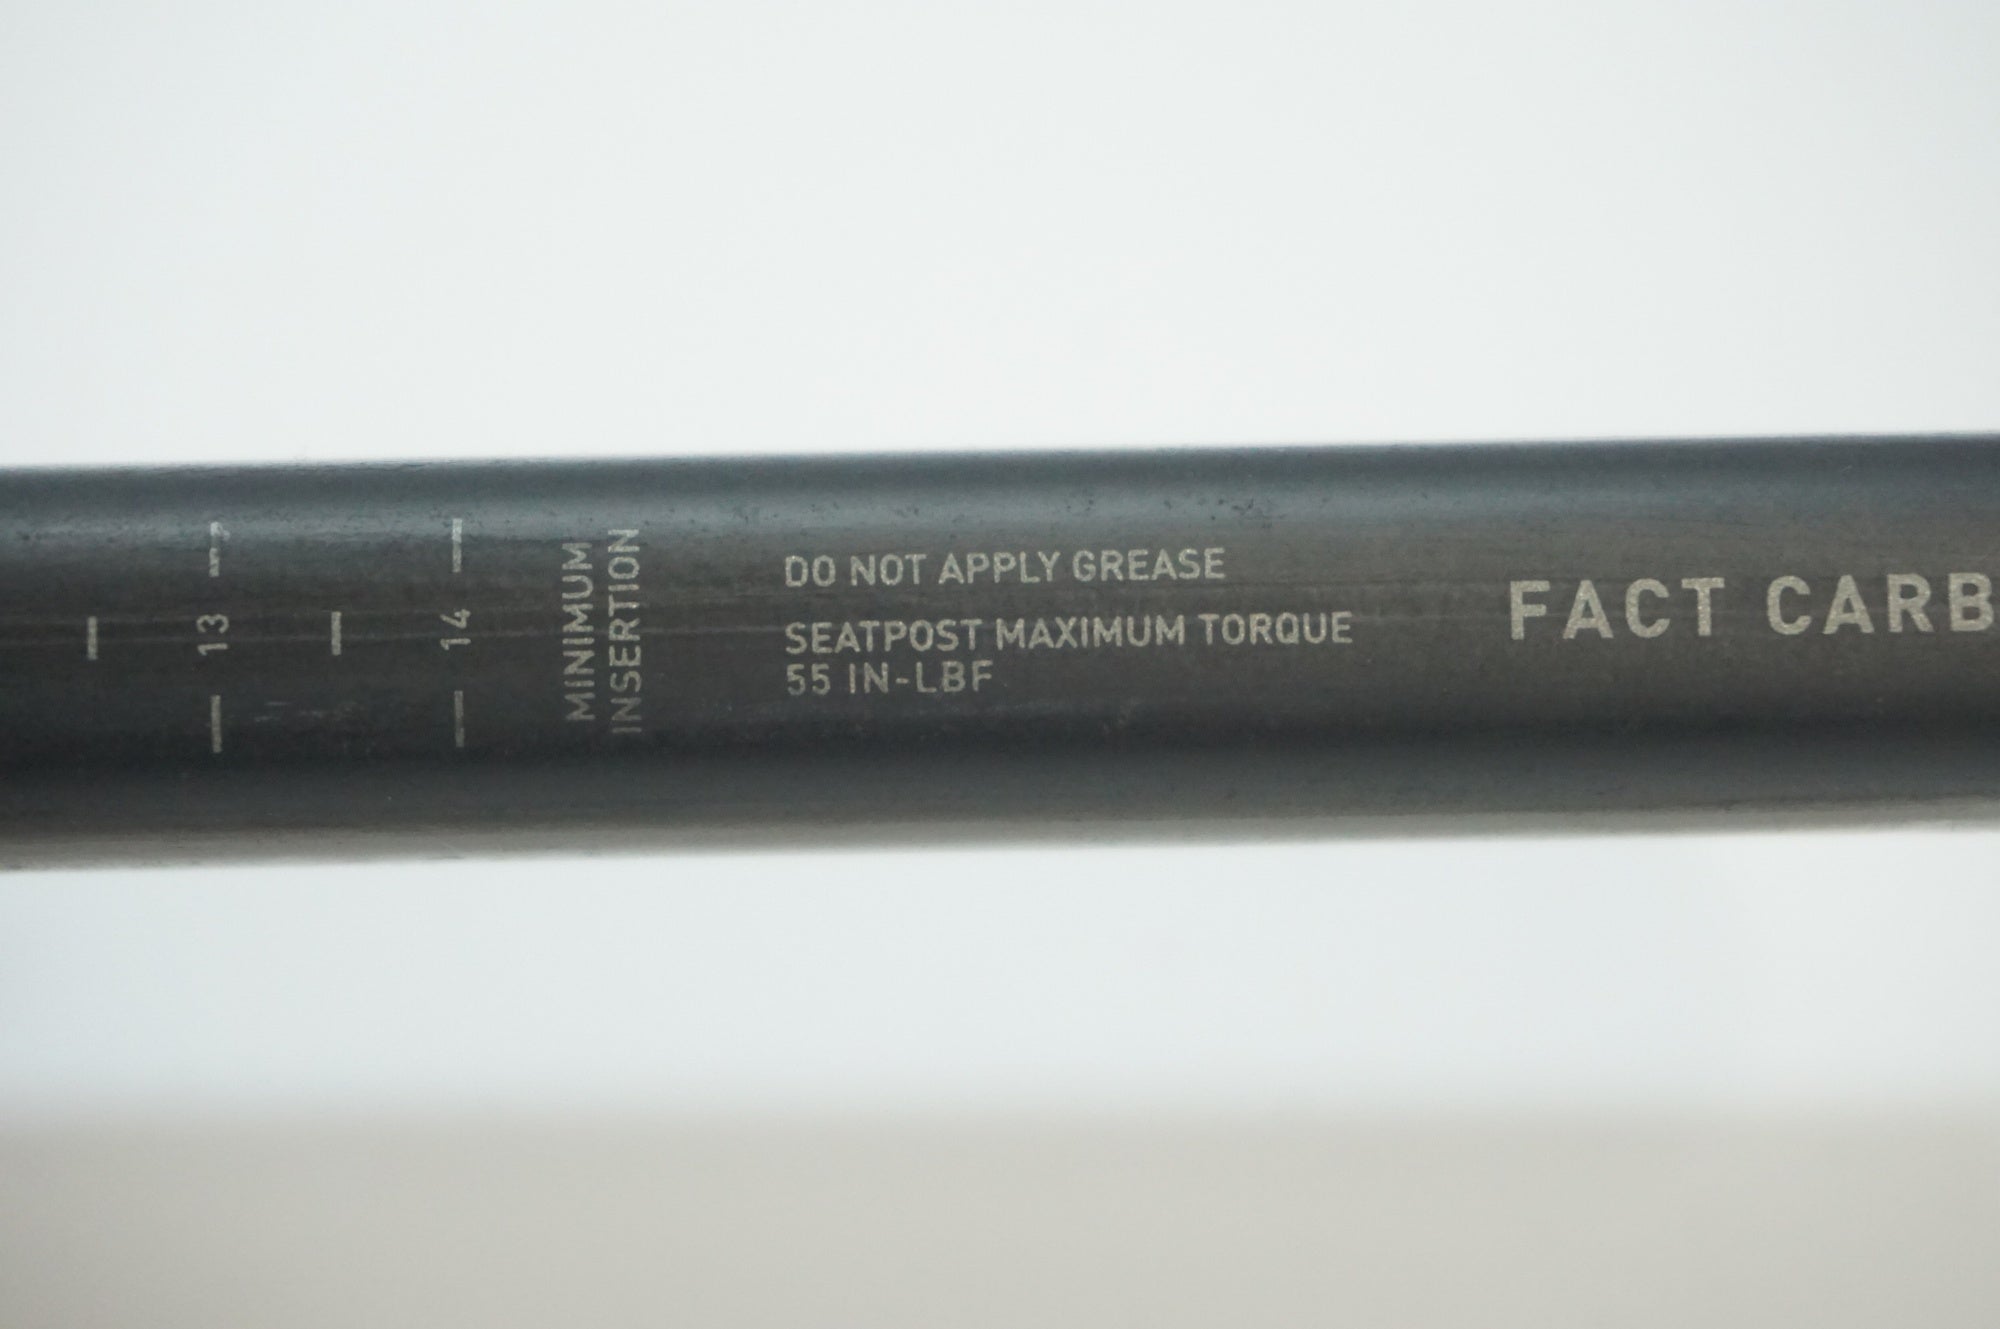 13
14
MINIMUM
INSERTION
DO NOT APPLY GREASE
SEATPOST MAXIMUM TORQUE
55 IN-LBF
FACT CARB